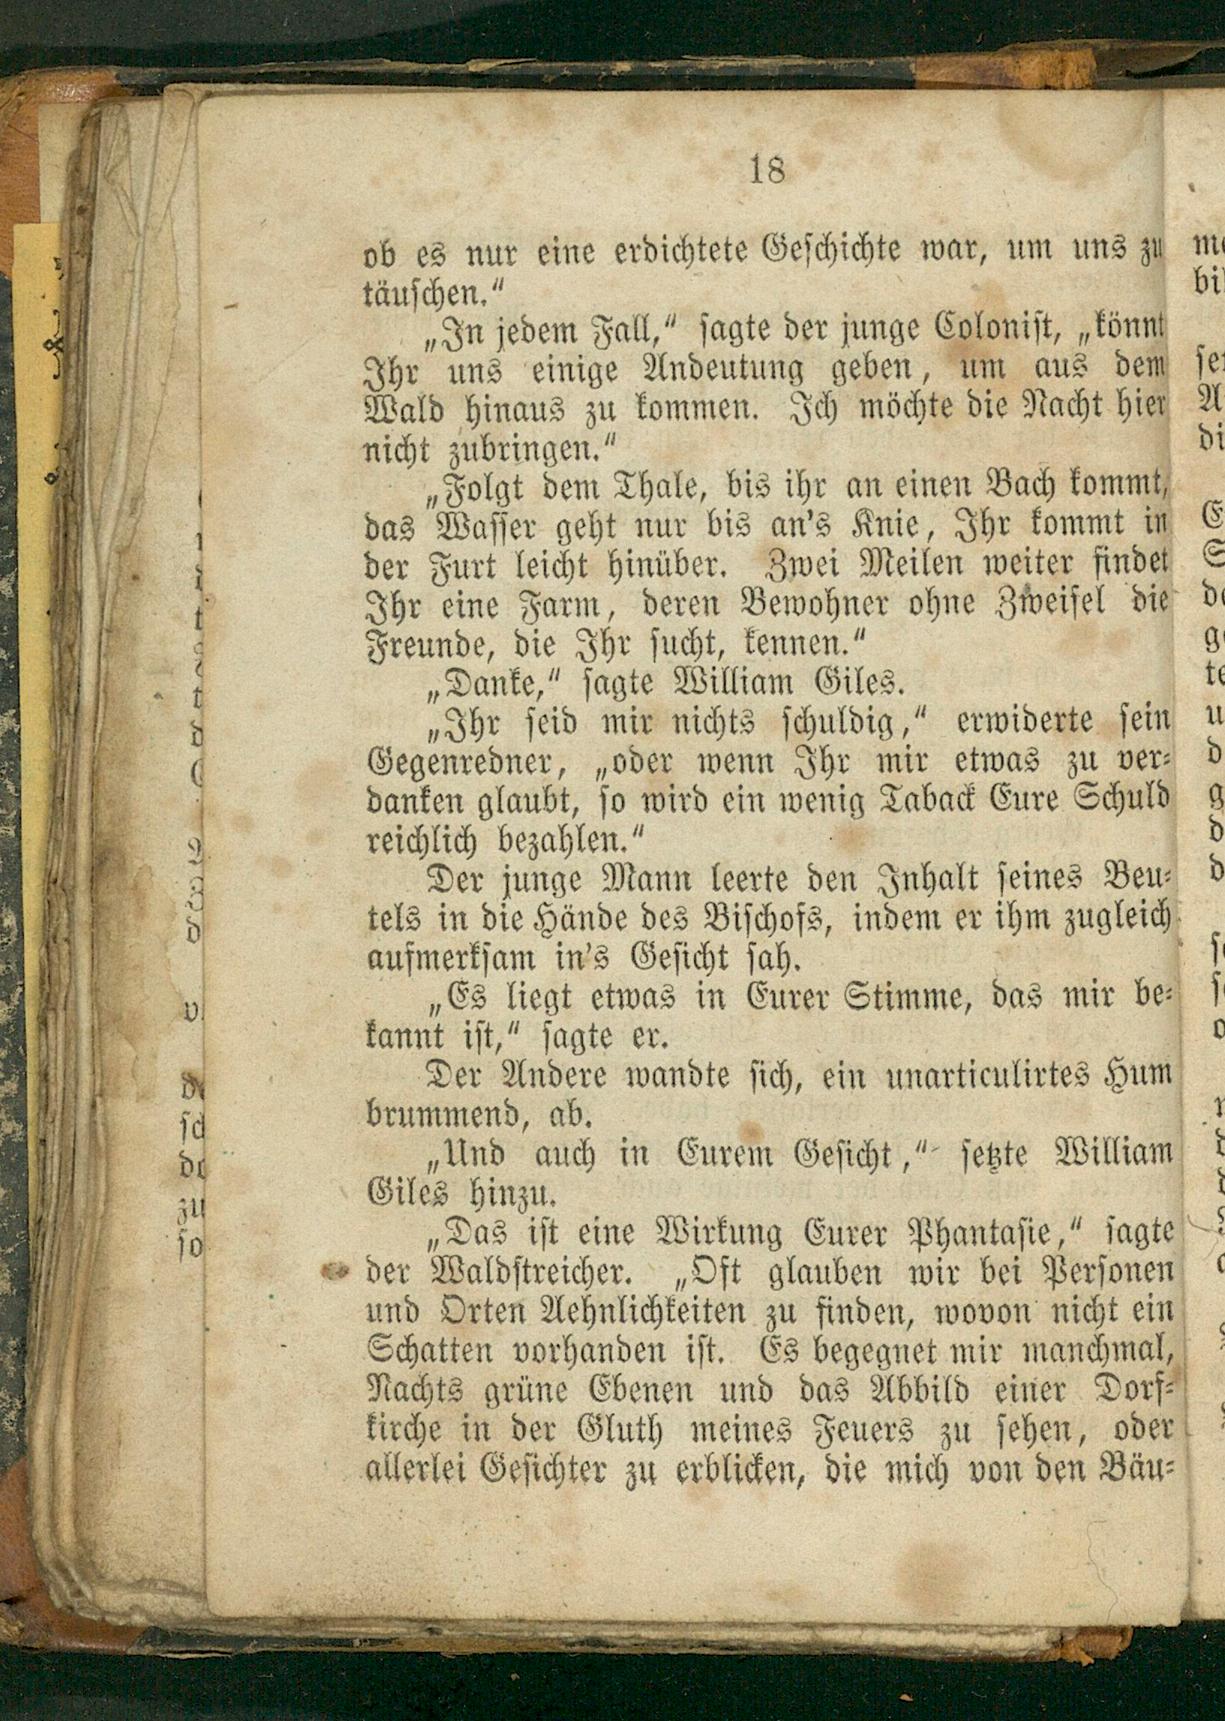 18
ob es nur eine erdichtete Geschichte war, um uns zu
täuschen.“
„In jedem Fall,“ sagte der junge Colonist, „könnt
Ihr uns einige Andeutung geben, um aus dem
Wald hinaus zu kommen. Ich möchte die Nacht hier
nicht zubringen.“
„Folgt dem Thale, bis ihr an einen Bach kommt,
das Wasser geht nur bis an's Knie, Ihr kommt in
der Furt leicht hinüber. Zwei Meilen weiter findet
Ihr eine Farm, deren Bewohner ohne Zweifel die
Freunde, die Ihr sucht, kennen.“
„Danke,“ sagte William Giles.
„Ihr seid mir nichts schuldig,“ erwiderte sein
Gegenredner, „oder wenn Ihr mir etwas zu ver-
danken glaubt, so wird ein wenig Taback Eure Schuld
reichlich bezahlen.“
Der junge Mann leerte den Inhalt seines Beu-
tels in die Hände des Bischofs, indem er ihm zugleich
aufmerksam in's Gesicht sah.
„Es liegt etwas in Eurer Stimme, das mir be-
kannt ist,“ sagte er.
Der Andere wandte sich, ein unarticulirtes Hum
brummend, ab.
„Und auch in Eurem Gesicht,“ setzte William
Giles hinzu.
„Das ist eine Wirkung Eurer Phantasie,“ sagte
der Waldstreicher. „Oft glauben wir bei Personen
und Orten Aehnlichkeiten zu finden, wovon nicht ein
Schatten vorhanden ist. Es begegnet mir manchmal,
Nachts grüne Ebenen und das Abbild einer Dorf-
kirche in der Gluth meines Feuers zu sehen, oder
allerlei Gesichter zu erblicken, die mich von den Bäu-